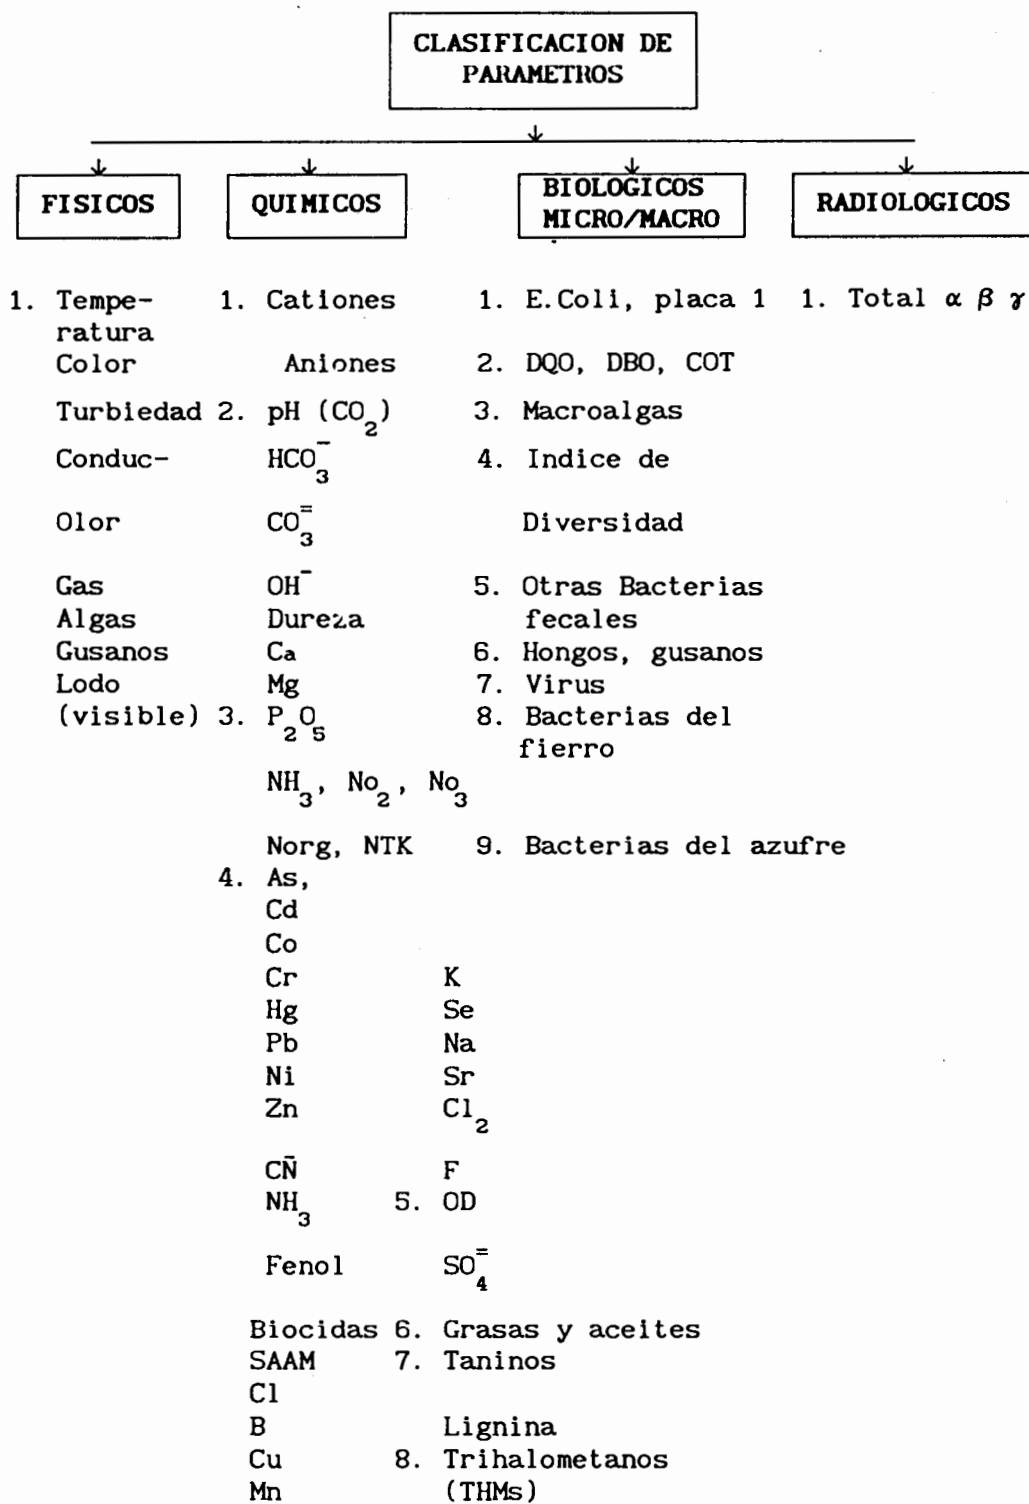 CLASIFICACION DE
PARAMETROS
FISICOS
QUIMICOS
BIOLOGICOS
MICRO/MACRO
RADIOLOGICOS
1. Tempe-
ratura
Color
Turbiedad
Conduc-
Olor
Gas
Algas
Gusanos
Lodo
(visible)
1. Cationes
Aniones
2. pH (CO₂)
HCO₃⁻
CO₃⁼
OH⁻
Dureza
Ca
Mg
3. P₂O₅
NH₃, No₂, No₃
Norg, NTK
4. As,
Cd
Co
Cr
Hg
Pb
Ni
Zn
CN̄
NH₃
Fenol
Biocidas
SAAM
Cl
B
Cu
Mn
K
Se
Na
Sr
Cl₂
F
5. OD
SO₄⁼
6. Grasas y aceites
7. Taninos
Lignina
8. Trihalometanos
(THMs)
1. E.Coli, placa 1
2. DQO, DBO, COT
3. Macroalgas
4. Indice de
Diversidad
5. Otras Bacterias
fecales
6. Hongos, gusanos
7. Virus
8. Bacterias del
fierro
9. Bacterias del azufre
1. Total α β γ